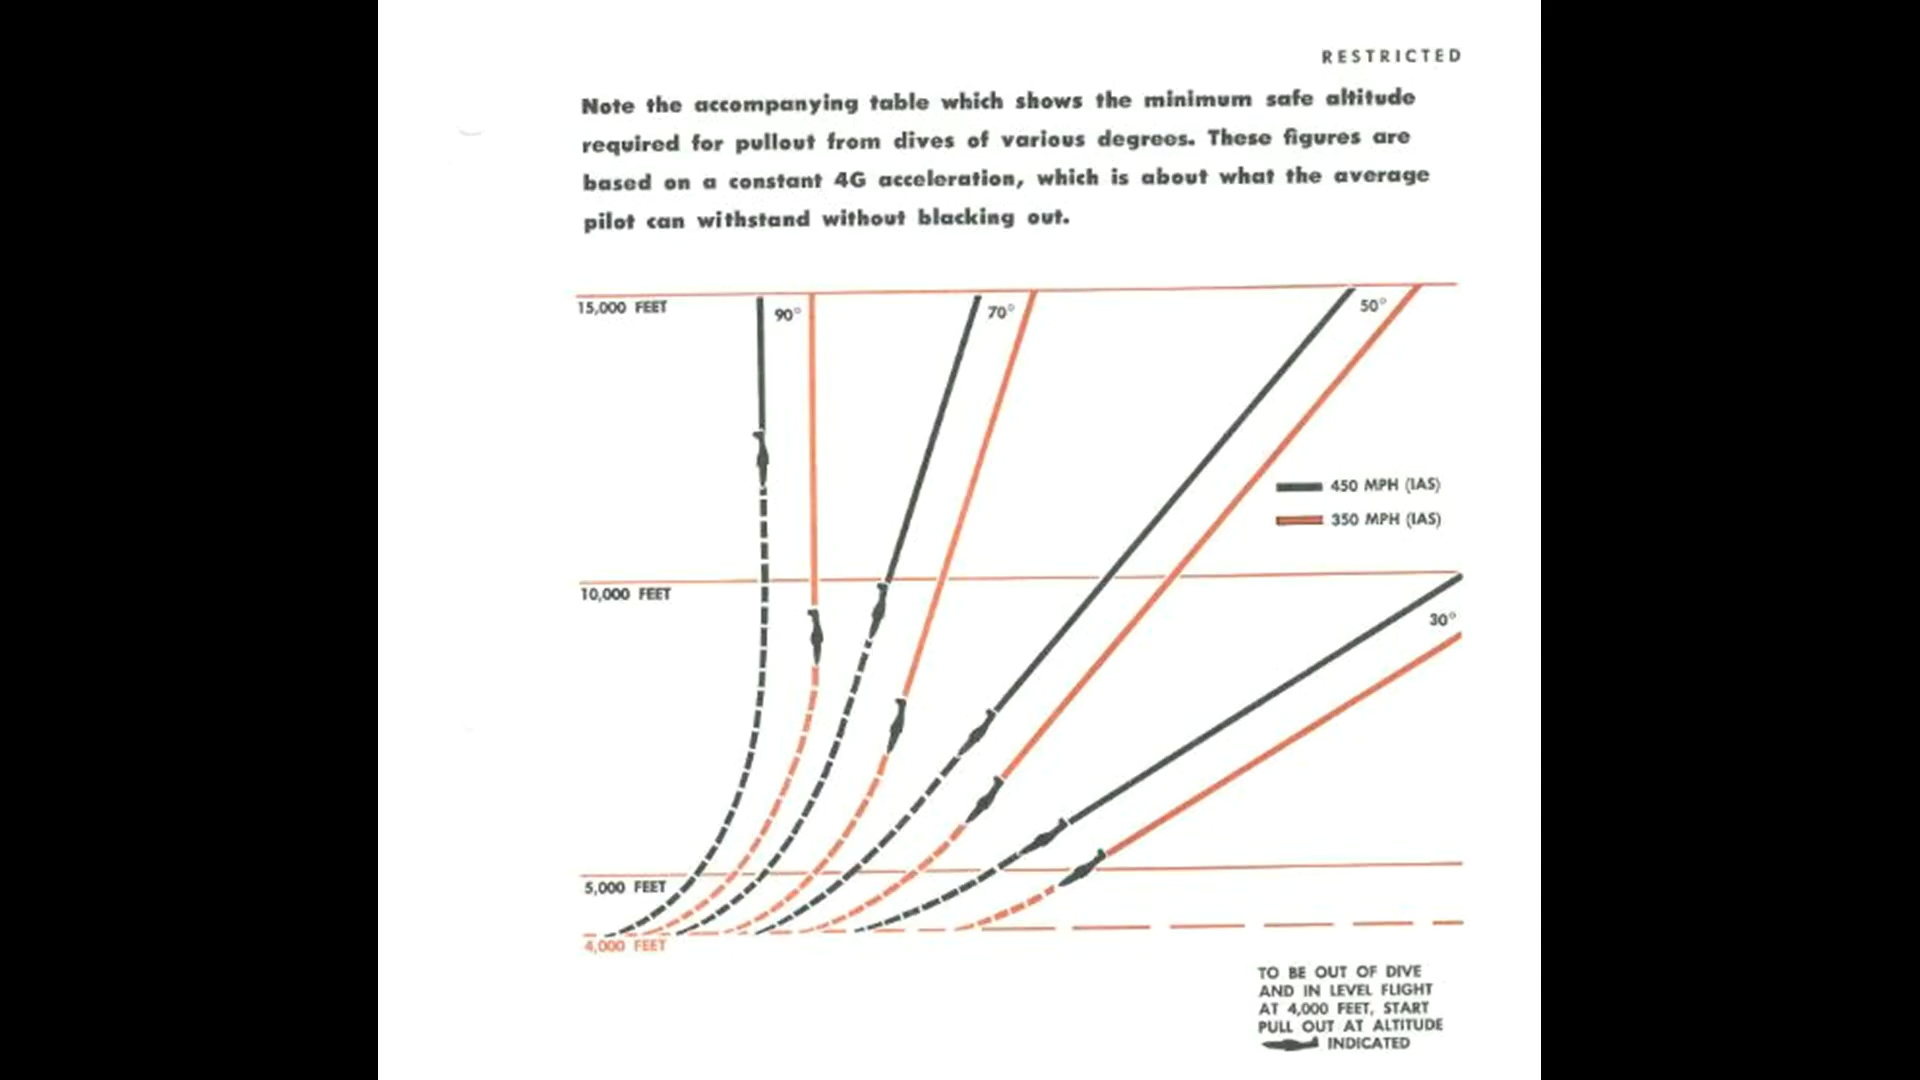 RESTRICTED
Note the accompanying table which shows the minimum safe altitude
required for pullout from dives of various degrees. These figures are
based on a constant 4G acceleration, which is about what the average
pilot can withstand without blacking out.
15,000 FEET
90°
70°
50°
450 MPH (IAS)
350 MPH (IAS)
10,000 FEET
30°
5,000 FEET
4,000 FEET
TO BE OUT OF DIVE
AND IN LEVEL FLIGHT
AT 4,000 FEET, START
PULL OUT AT ALTITUDE
INDICATED